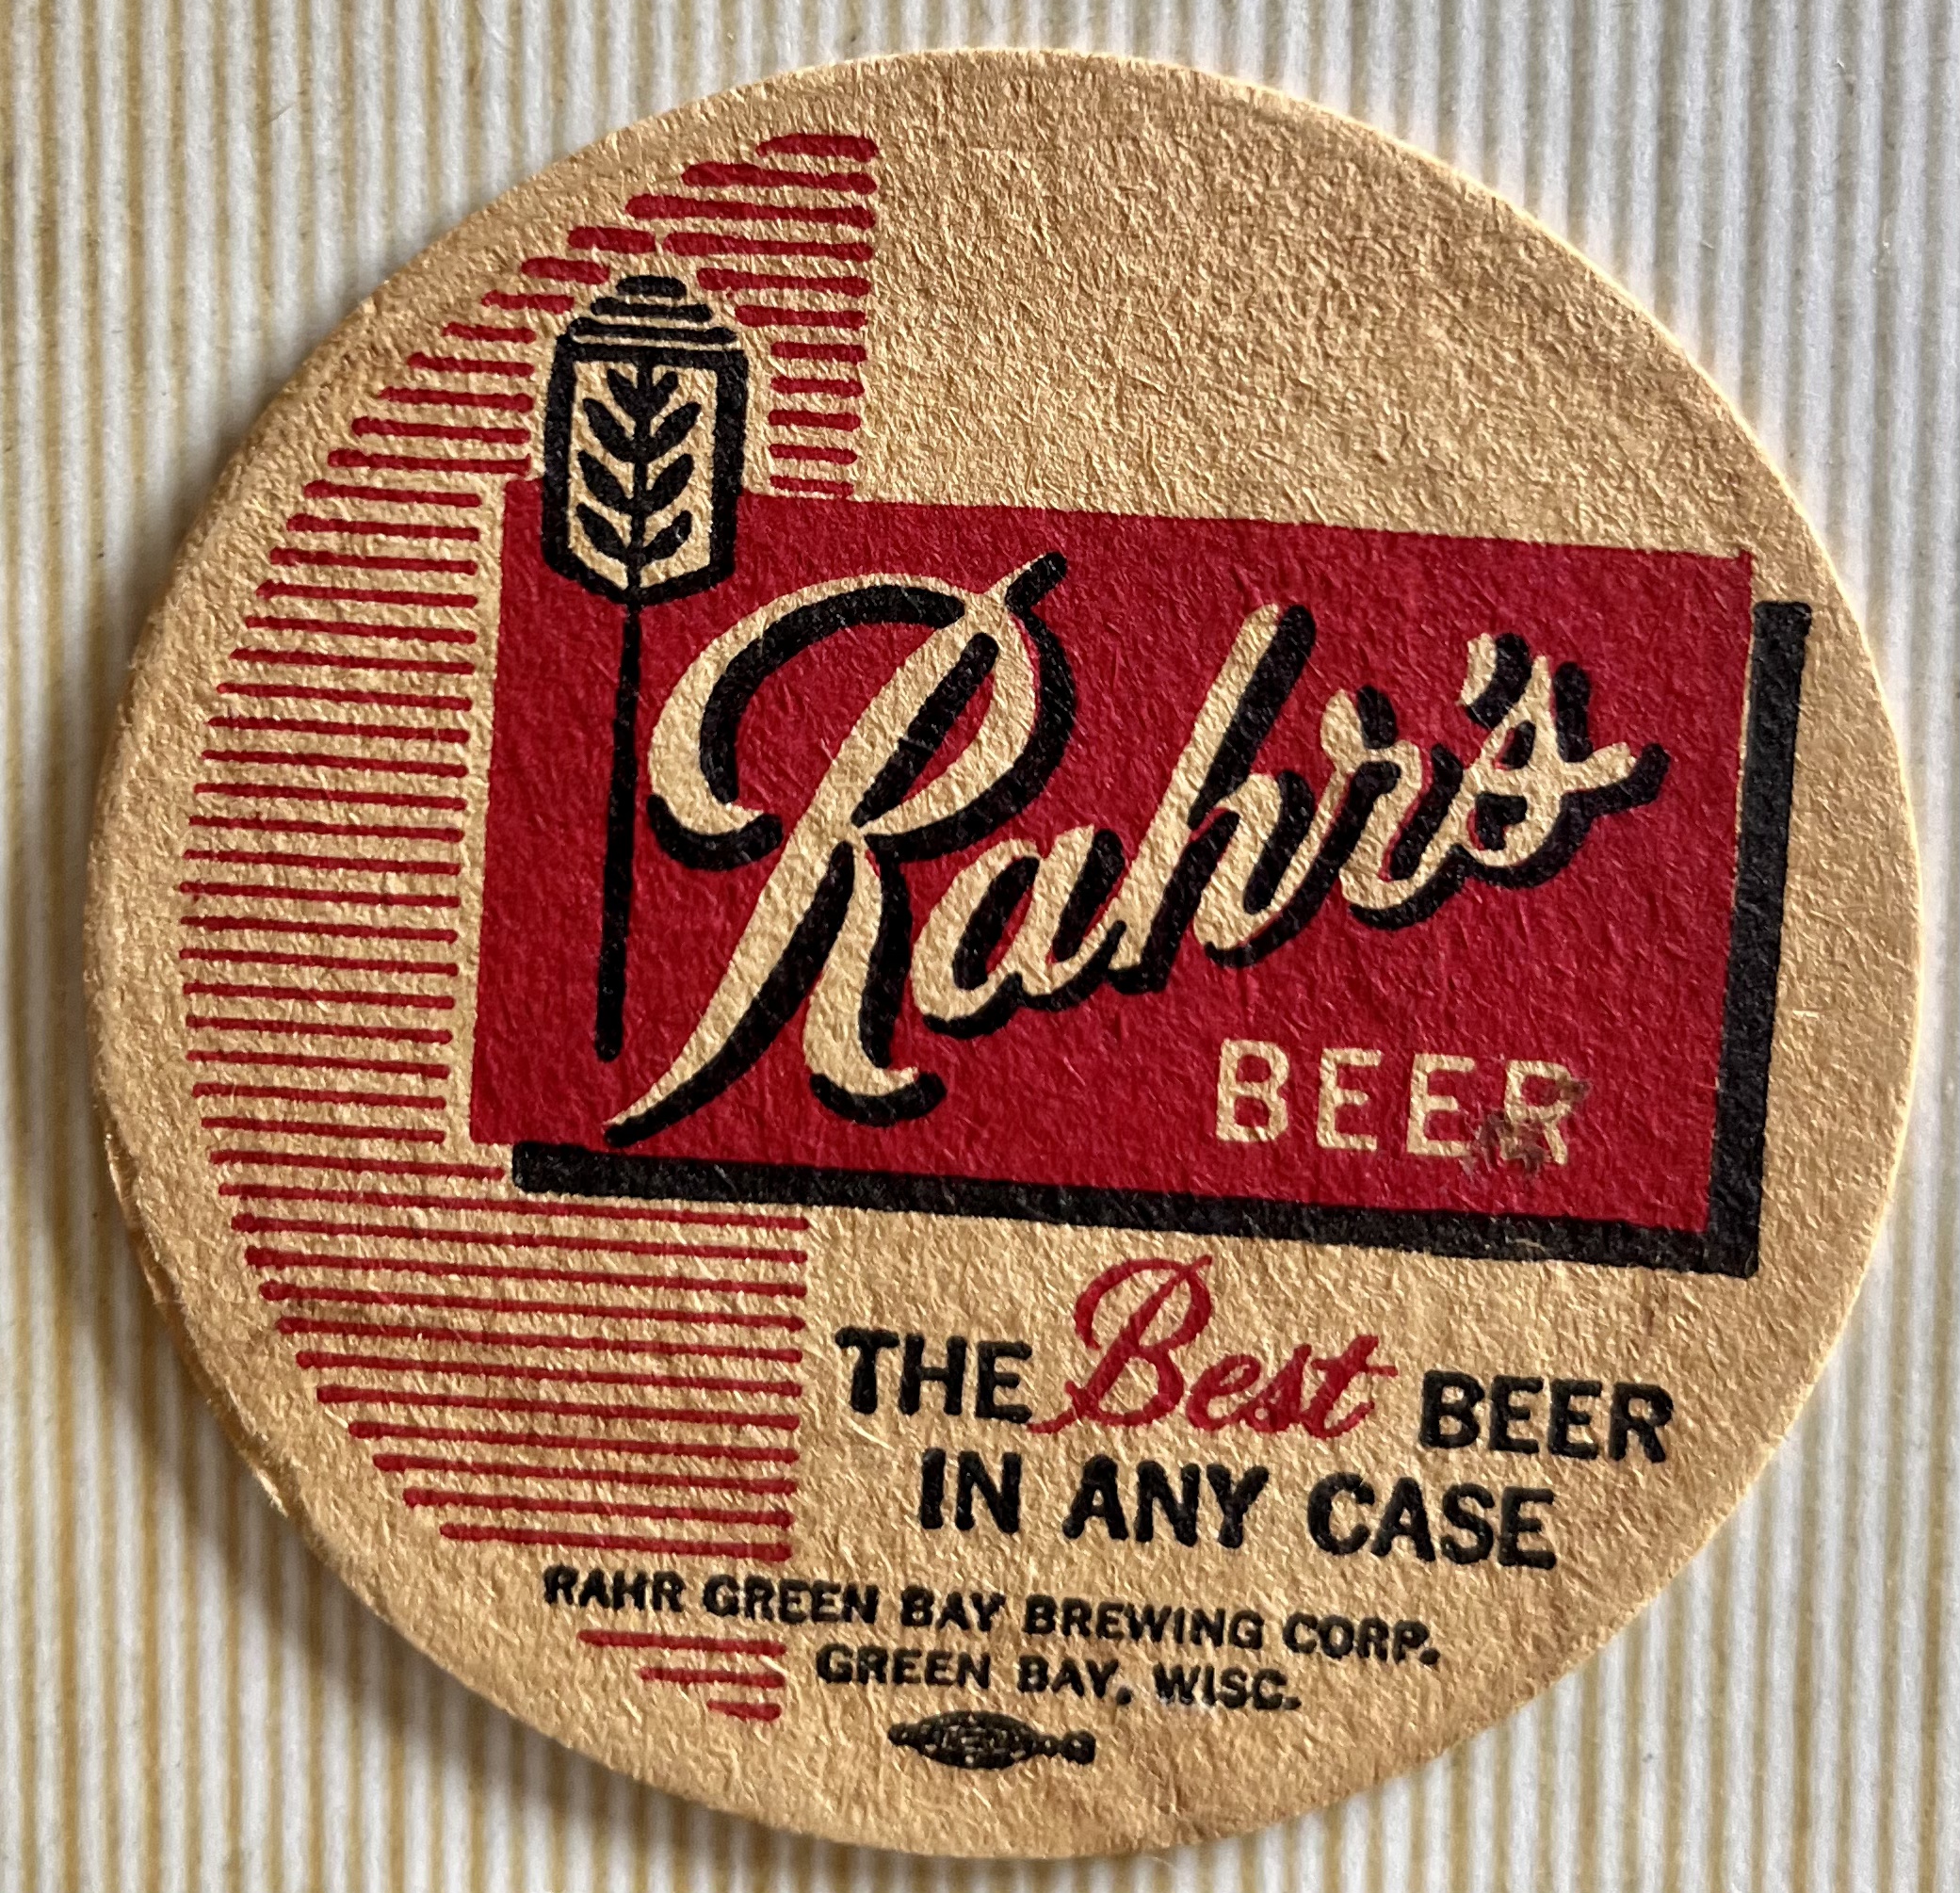 Rahr's
BEER
THE Best BEER
IN ANY CASE
RAHR GREEN BAY BREWING CORP.
GREEN BAY, WISC.